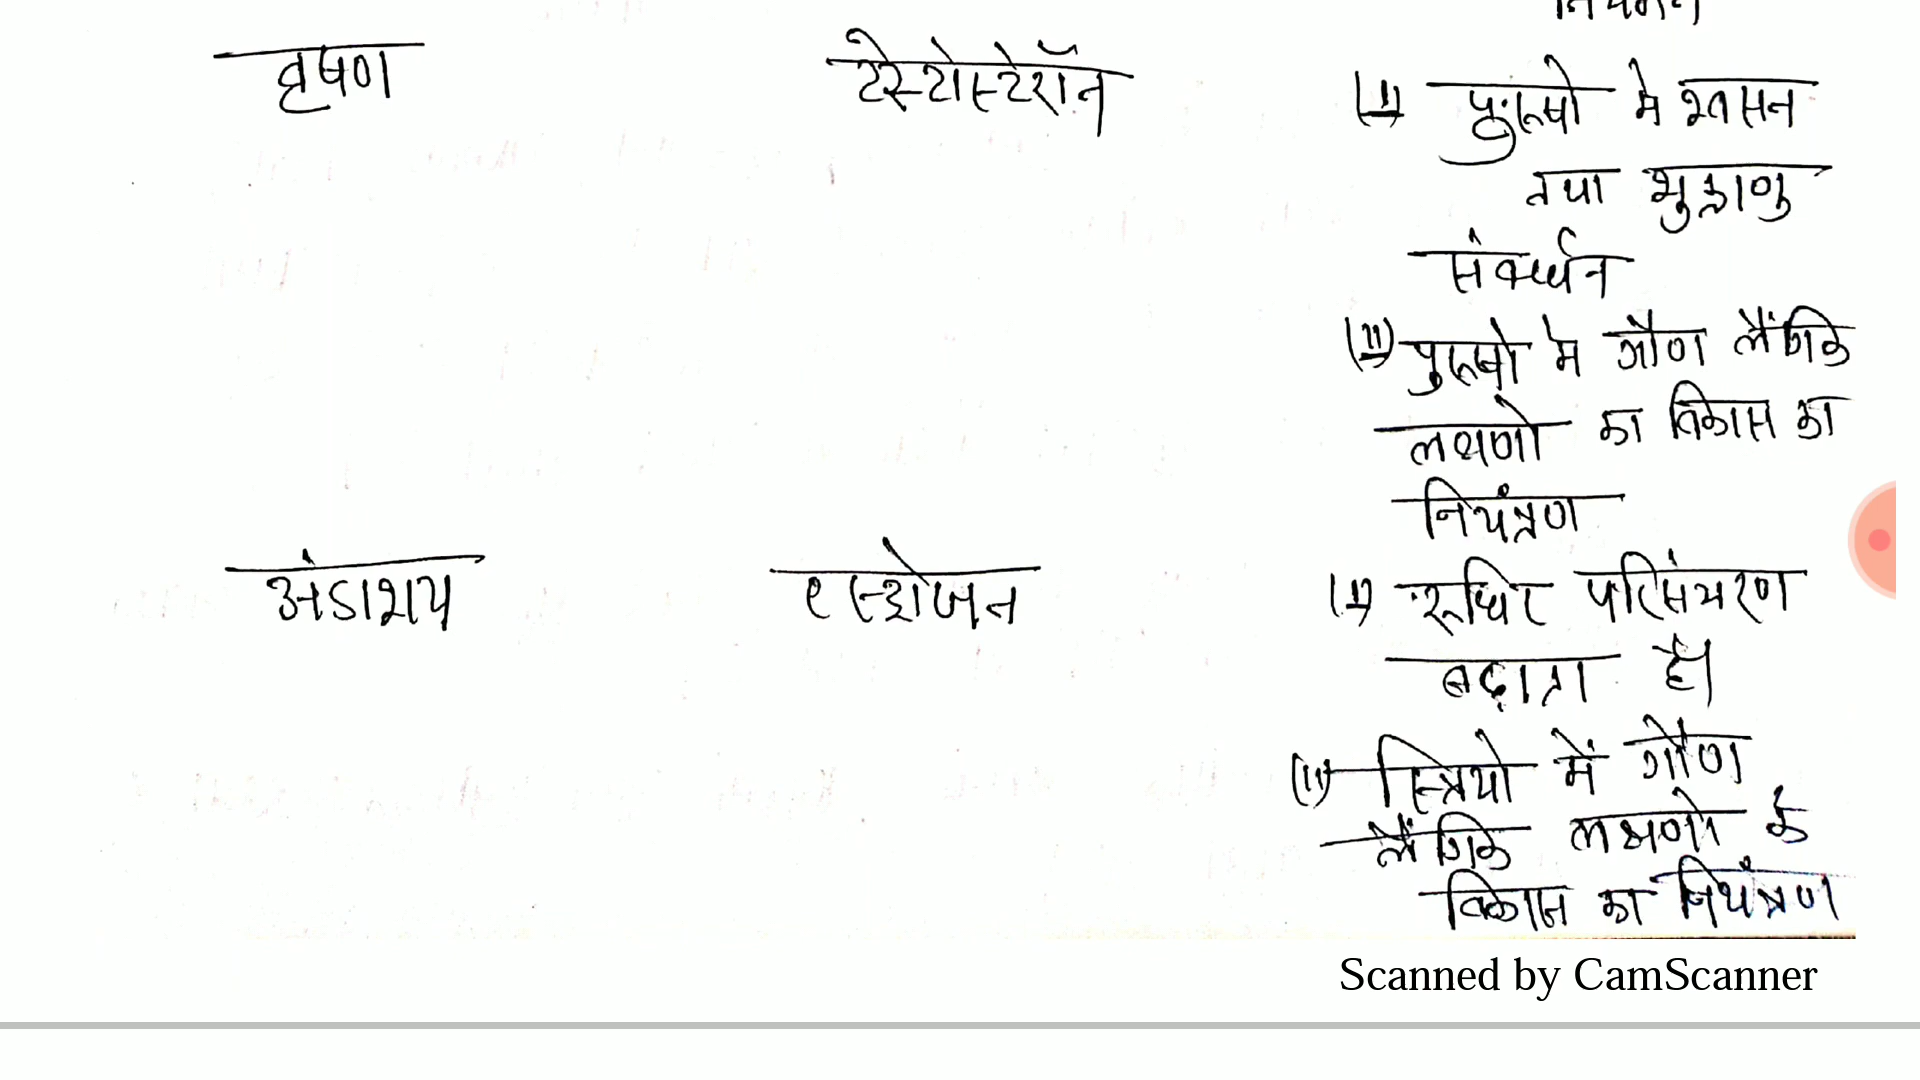 वृषण टेस्टोस्टेरॉन
(I) पुरूषो मे श्वसन
तथा शुक्राणु
संवर्धन
(II) पुरूषो मे गौण लैंगिक
लक्षणो का विकास का
नियंत्रण
अंडाशय एस्ट्रोजन (I) रूधिर परिसंचरण
बढ़ाता है।
(II) स्त्रियो में गौण
लैंगिक लक्षणो के
विकास का नियंत्रण
Scanned by CamScanner